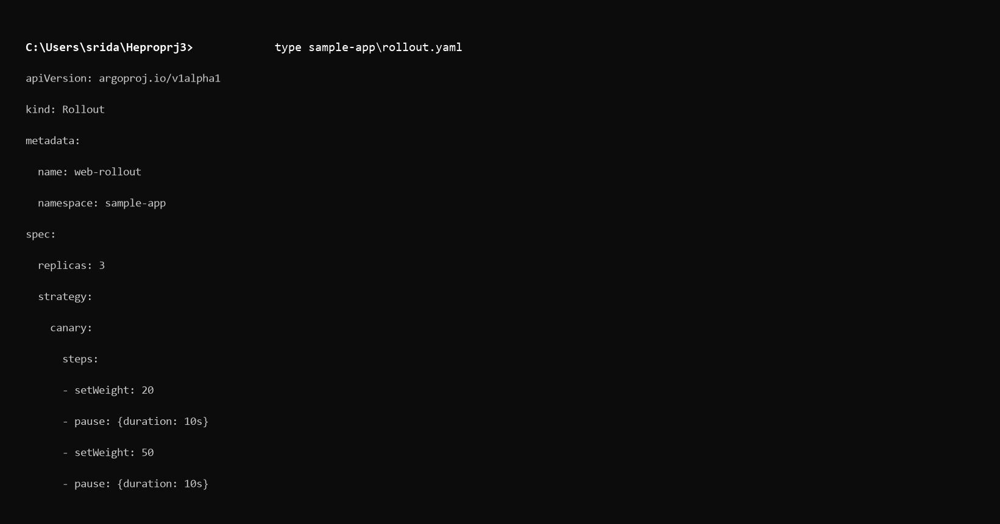 C:\Users\srida\Heproprj3> type sample-app\rollout.yaml
apiVersion: argoproj.io/v1alpha1
kind: Rollout
metadata:
  name: web-rollout
  namespace: sample-app
spec:
  replicas: 3
  strategy:
    canary:
      steps:
      - setWeight: 20
      - pause: {duration: 10s}
      - setWeight: 50
      - pause: {duration: 10s}